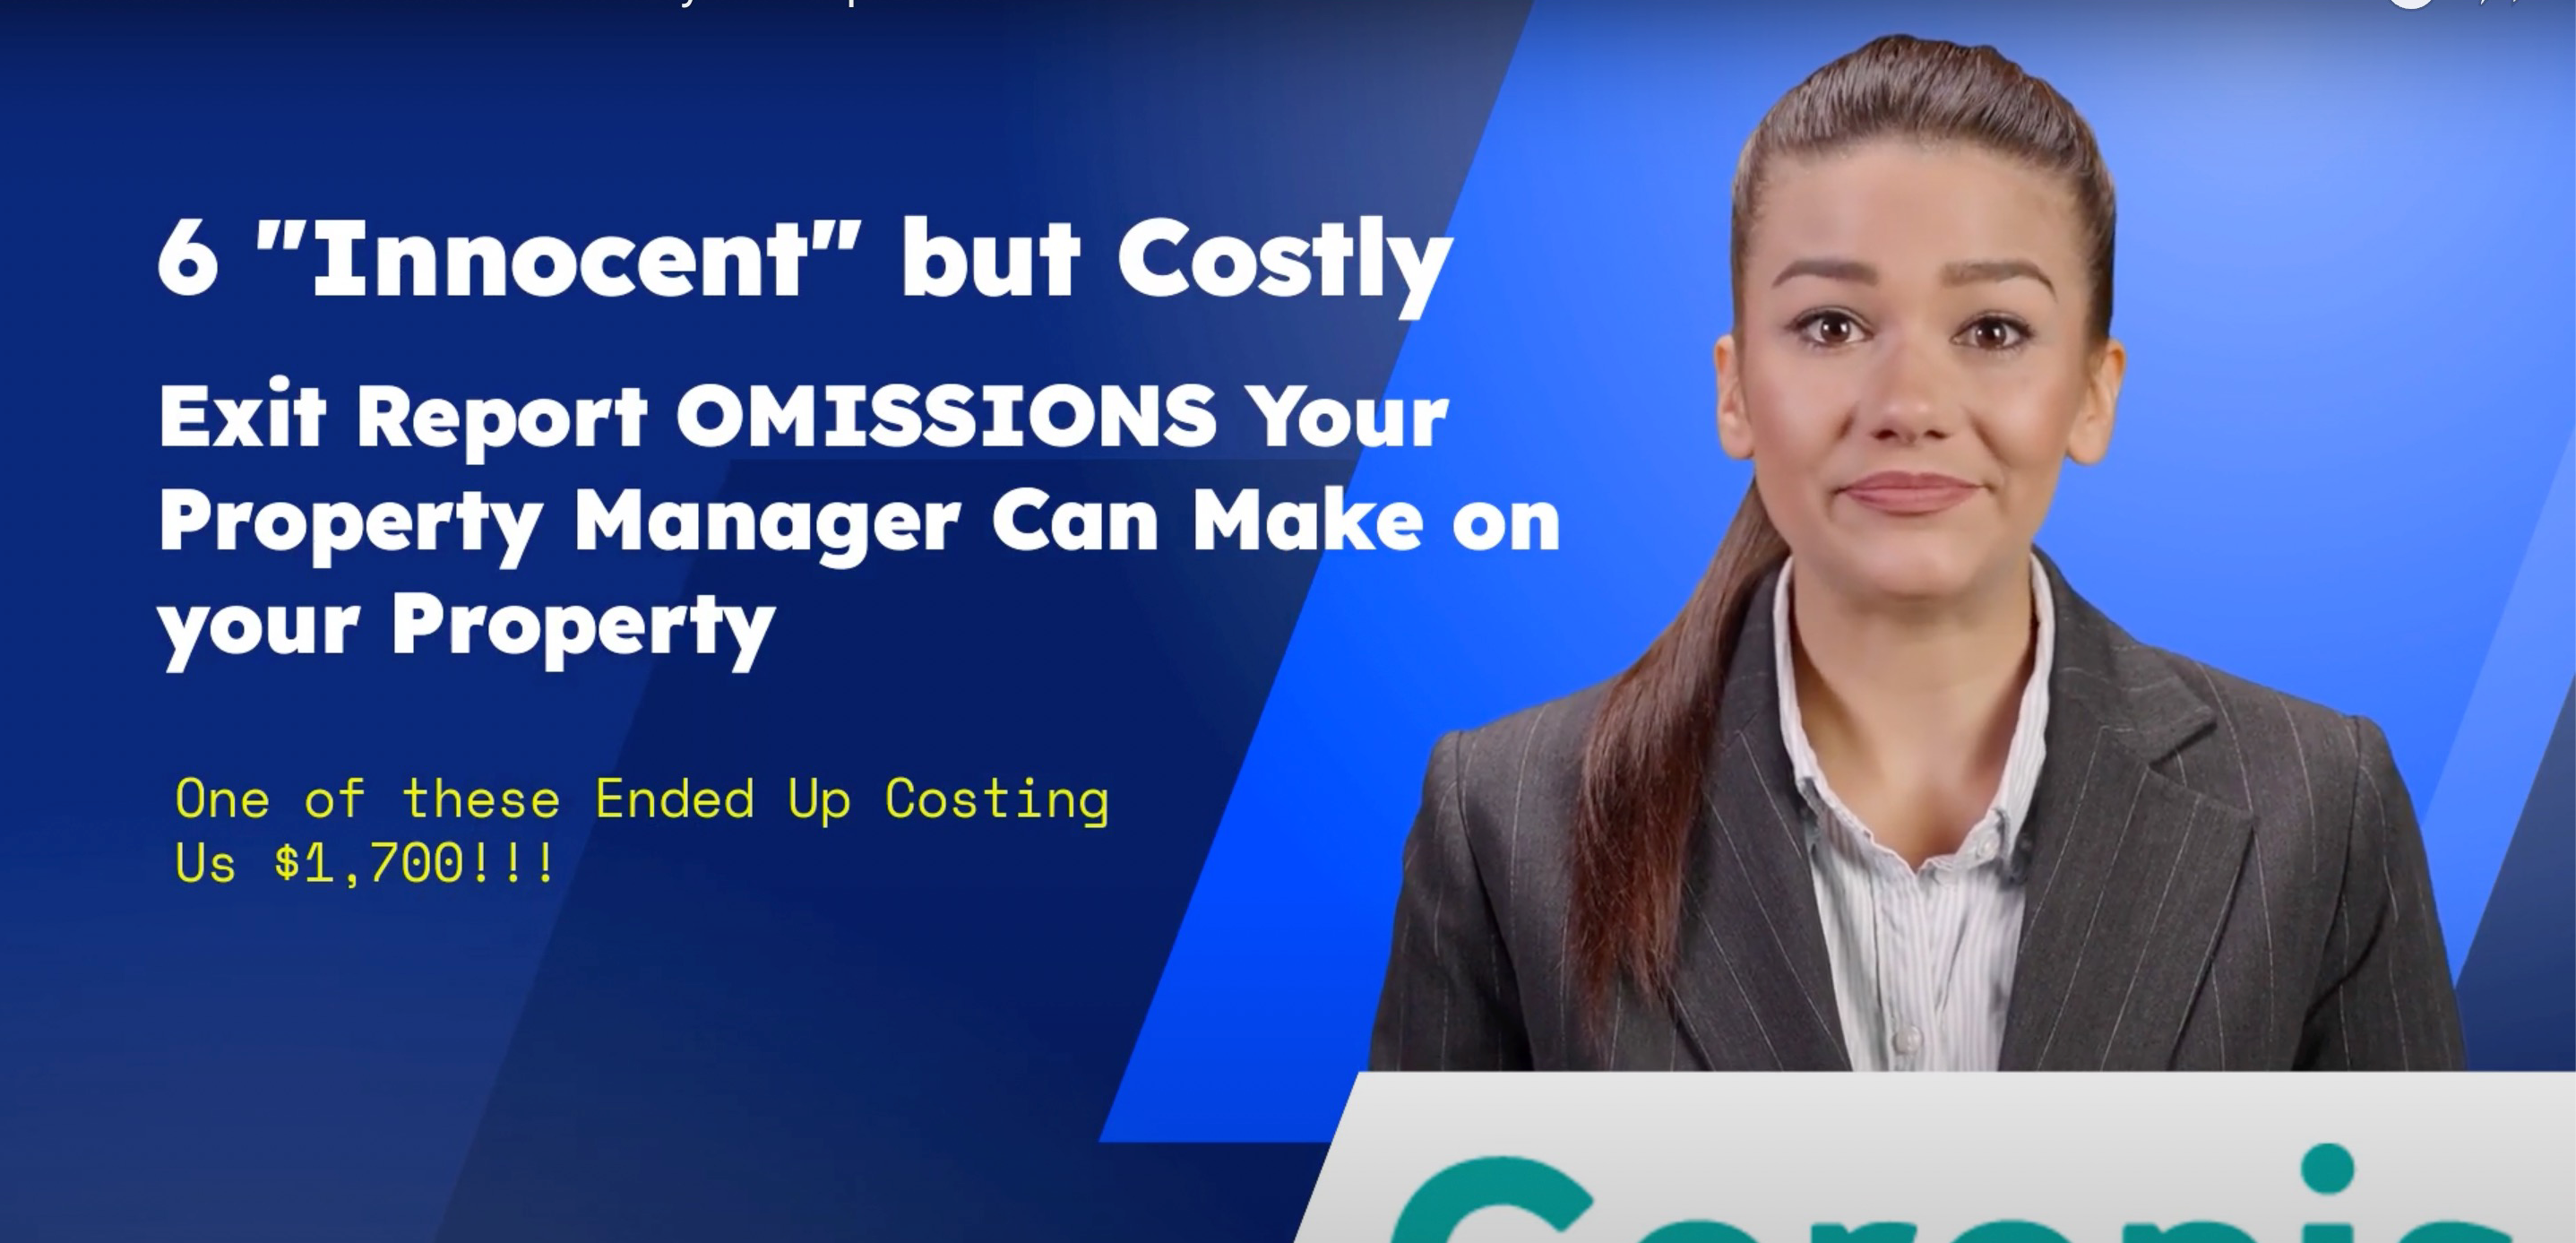 6 "Innocent" but Costly
Exit Report OMISSIONS Your
Property Manager Can Make on
your Property
One of these Ended Up Costing
Us $1,700!!!